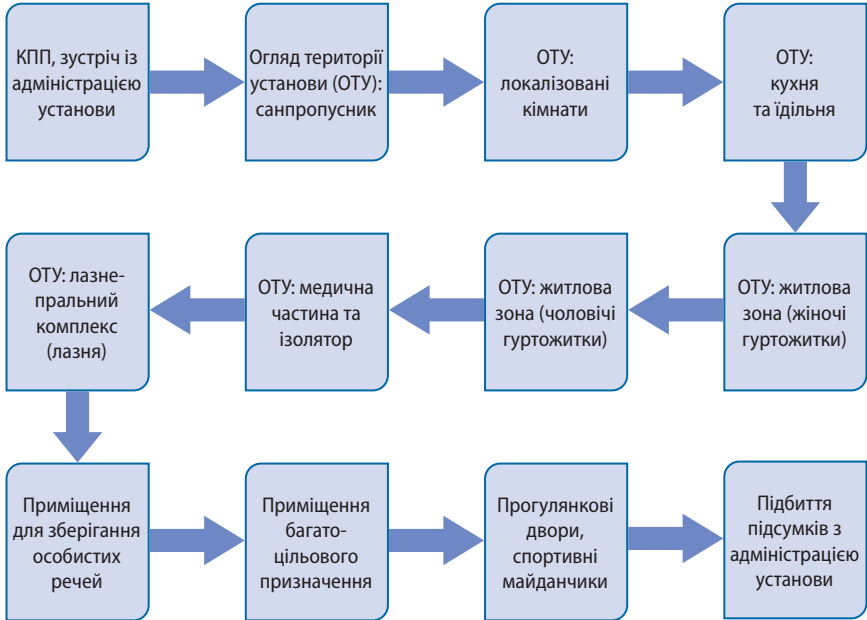 КПП, зустріч із
адміністрацією
установи
Огляд території
установи (ОТУ):
санпропусник
ОТУ:
локалізовані
кімнати
ОТУ:
кухня
та їдільня
ОТУ: житлова
зона (жіночі
гуртожитки)
ОТУ: житлова
зона (чоловічі
гуртожитки)
ОТУ: медична
частина та
ізолятор
ОТУ: лазне-
пральний
комплекс
(лазня)
Приміщення
для зберігання
особистих
речей
Приміщення
багато-
цільового
призначення
Прогулянкові
двори,
спортивні
майданчики
Підбиття
підсумків з
адміністрацією
установи